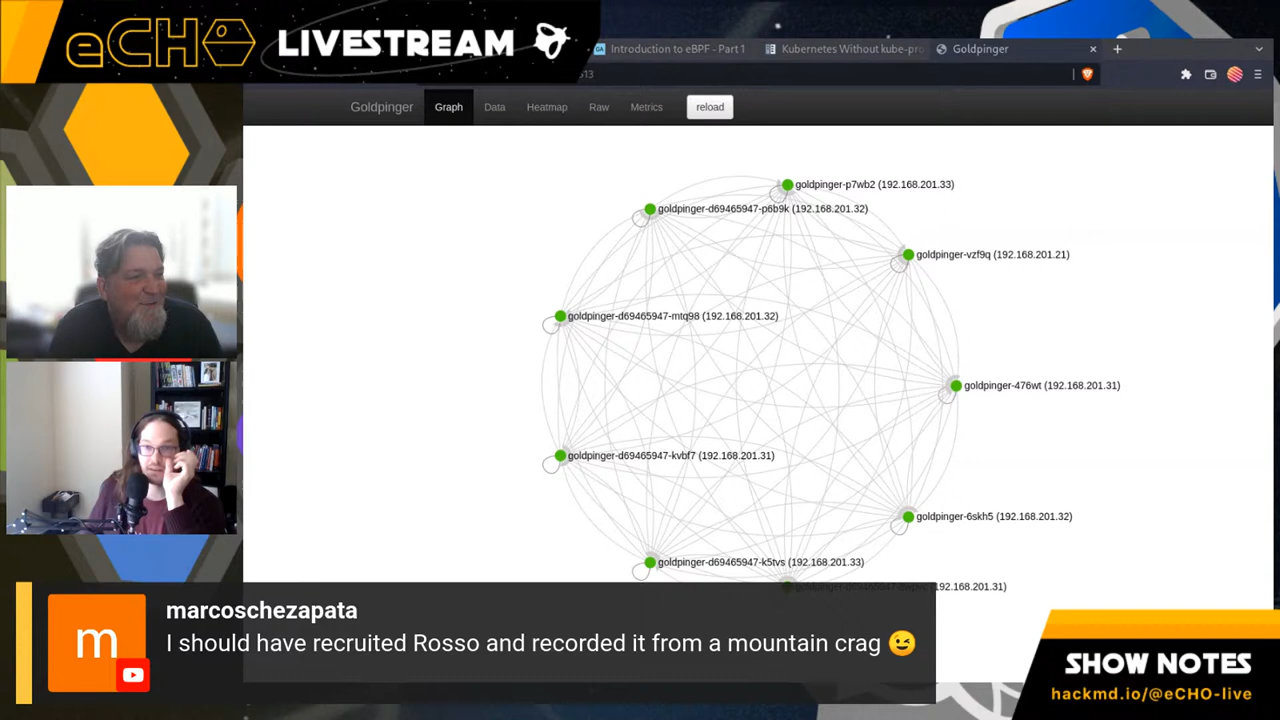 eCHO LIVESTREAM
Introduction to eBPF - Part 1
Kubernetes Without kube-pro
Goldpinger
513
Goldpinger
Graph
Data
Heatmap
Raw
Metrics
reload
goldpinger-p7wb2 (192.168.201.33)
goldpinger-d69465947-p6b9k (192.168.201.32)
goldpinger-vzf9q (192.168.201.21)
goldpinger-d69465947-mtq98 (192.168.201.32)
goldpinger-476wt (192.168.201.31)
goldpinger-d69465947-kvbf7 (192.168.201.31)
goldpinger-6skh5 (192.168.201.32)
goldpinger-d69465947-k5tvs (192.168.201.33)
(192.168.201.31)
m
marcoschezapata
I should have recruited Rosso and recorded it from a mountain crag 😉
SHOW NOTES
hackmd.io/@eCHO-live